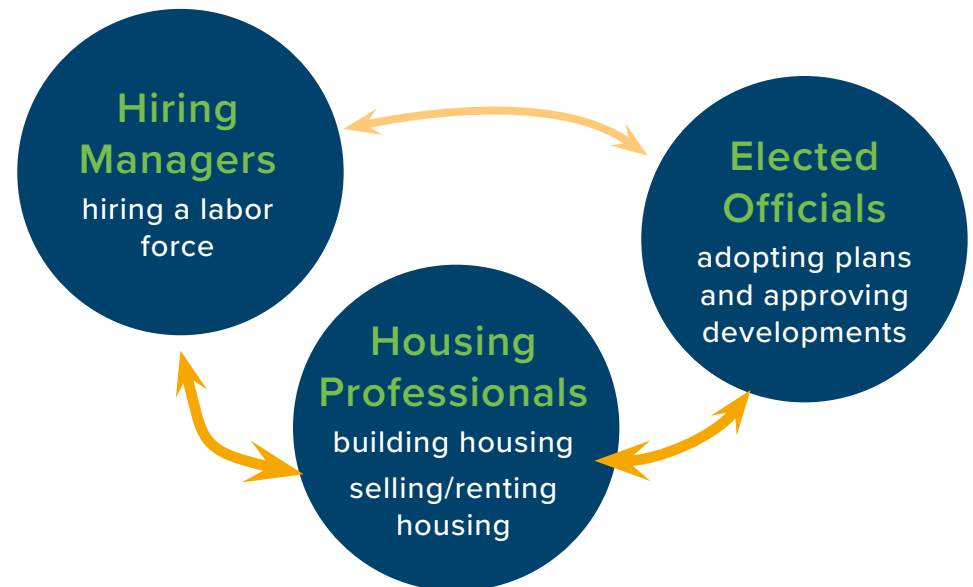 Hiring
Managers
hiring a labor
force
Elected
Officials
adopting plans
and approving
developments
Housing
Professionals
building housing
selling/renting
housing